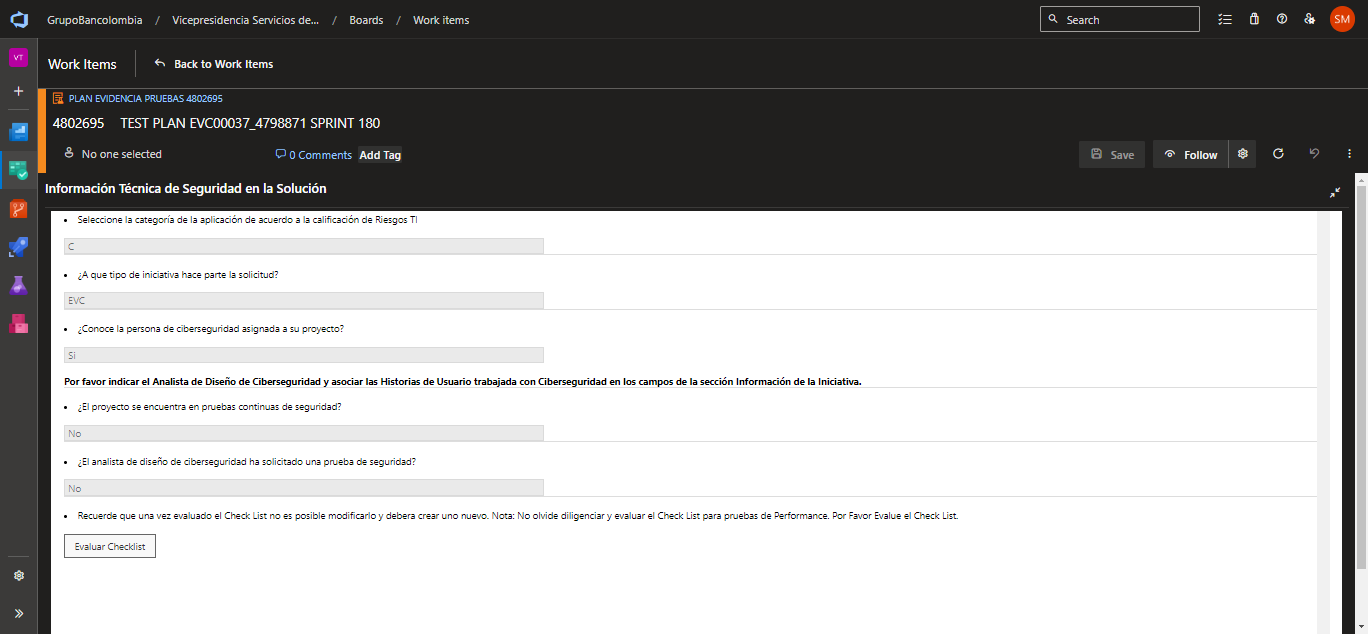 GrupoBancolombia / Vicepresidencia Servicios de... / Boards / Work items
Search
SM
VT
Work Items
Back to Work Items
PLAN EVIDENCIA PRUEBAS 4802695
4802695 TEST PLAN EVC00037_4798871 SPRINT 180
No one selected
0 Comments
Add Tag
Save
Follow
Información Técnica de Seguridad en la Solución
• Seleccione la categoría de la aplicación de acuerdo a la calificación de Riesgos TI
C
• ¿A que tipo de iniciativa hace parte la solicitud?
EVC
• ¿Conoce la persona de ciberseguridad asignada a su proyecto?
Si
Por favor indicar el Analista de Diseño de Ciberseguridad y asociar las Historias de Usuario trabajada con Ciberseguridad en los campos de la sección Información de la Iniciativa.
• ¿El proyecto se encuentra en pruebas continuas de seguridad?
No
• ¿El analista de diseño de ciberseguridad ha solicitado una prueba de seguridad?
No
• Recuerde que una vez evaluado el Check List no es posible modificarlo y debera crear uno nuevo. Nota: No olvide diligenciar y evaluar el Check List para pruebas de Performance. Por Favor Evalue el Check List.
Evaluar Checklist